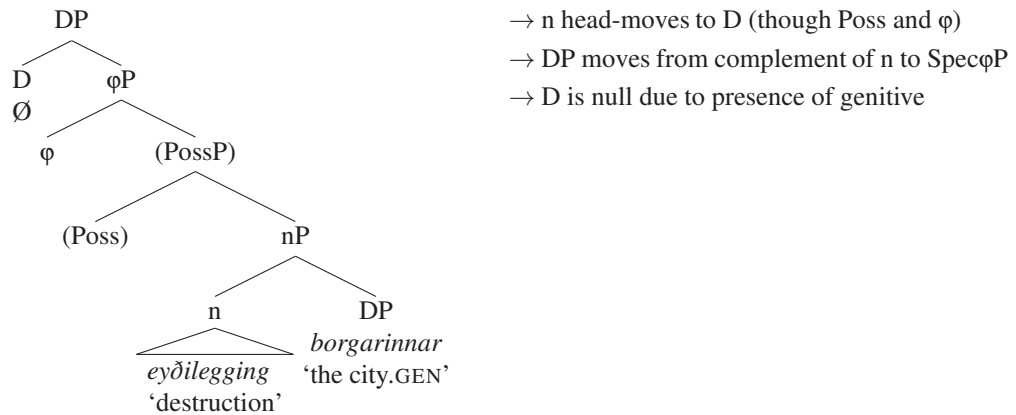 DP
→ n head-moves to D (though Poss and φ)
→ DP moves from complement of n to SpecφP
→ D is null due to presence of genitive
D φP
Ø
φ (PossP)
(Poss) nP
n DP
eyðilegging borgarinnar
'destruction' 'the city.GEN'